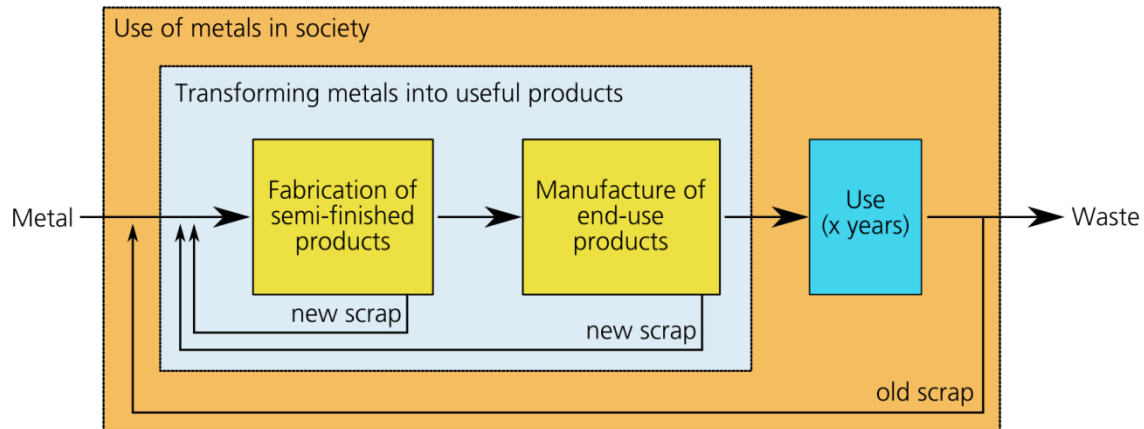 Use of metals in society
Transforming metals into useful products
Metal
Fabrication of
semi-finished
products
Manufacture of
end-use
products
Use
(x years)
Waste
new scrap
new scrap
old scrap